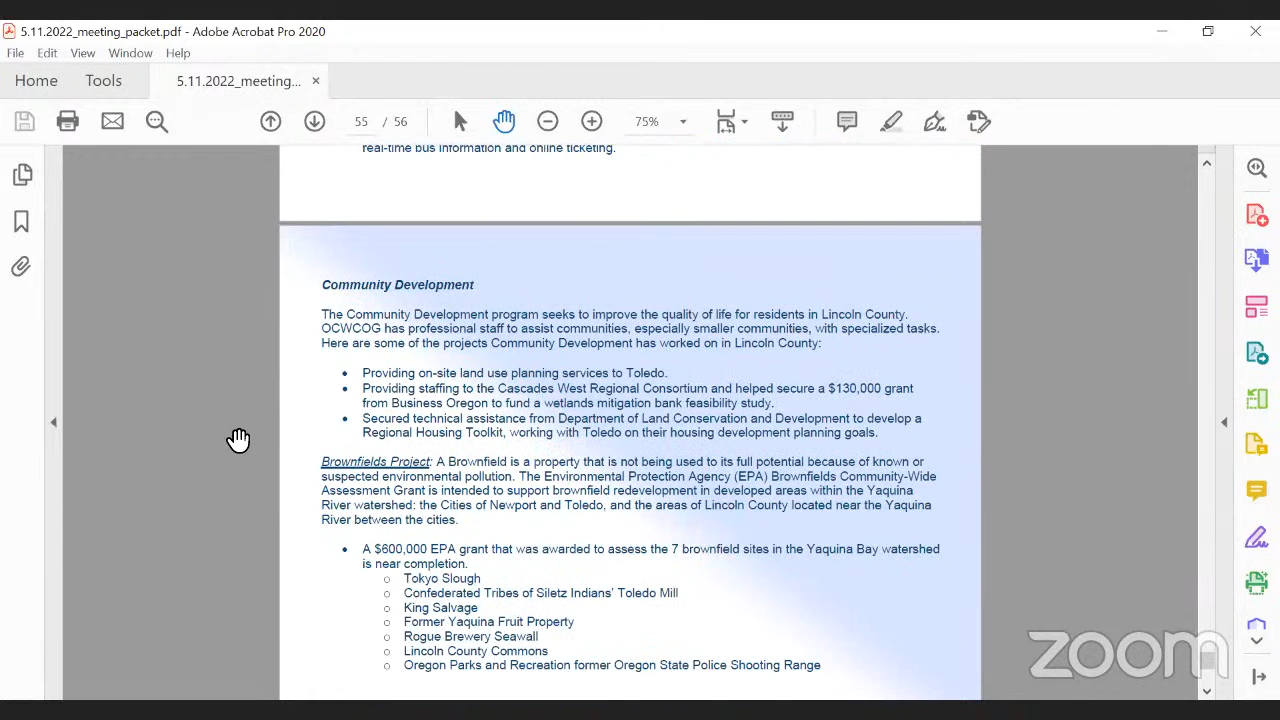 5.11.2022_meeting_packet.pdf - Adobe Acrobat Pro 2020
File Edit View Window Help
Home Tools 5.11.2022_meeting... ×
55 / 56 75%
real-time bus information and online ticketing.
Community Development
The Community Development program seeks to improve the quality of life for residents in Lincoln County.
OCWCOG has professional staff to assist communities, especially smaller communities, with specialized tasks.
Here are some of the projects Community Development has worked on in Lincoln County:
• Providing on-site land use planning services to Toledo.
• Providing staffing to the Cascades West Regional Consortium and helped secure a $130,000 grant
from Business Oregon to fund a wetlands mitigation bank feasibility study.
• Secured technical assistance from Department of Land Conservation and Development to develop a
Regional Housing Toolkit, working with Toledo on their housing development planning goals.
Brownfields Project: A Brownfield is a property that is not being used to its full potential because of known or
suspected environmental pollution. The Environmental Protection Agency (EPA) Brownfields Community-Wide
Assessment Grant is intended to support brownfield redevelopment in developed areas within the Yaquina
River watershed: the Cities of Newport and Toledo, and the areas of Lincoln County located near the Yaquina
River between the cities.
• A $600,000 EPA grant that was awarded to assess the 7 brownfield sites in the Yaquina Bay watershed
is near completion.
o Tokyo Slough
o Confederated Tribes of Siletz Indians' Toledo Mill
o King Salvage
o Former Yaquina Fruit Property
o Rogue Brewery Seawall
o Lincoln County Commons
o Oregon Parks and Recreation former Oregon State Police Shooting Range
zoom